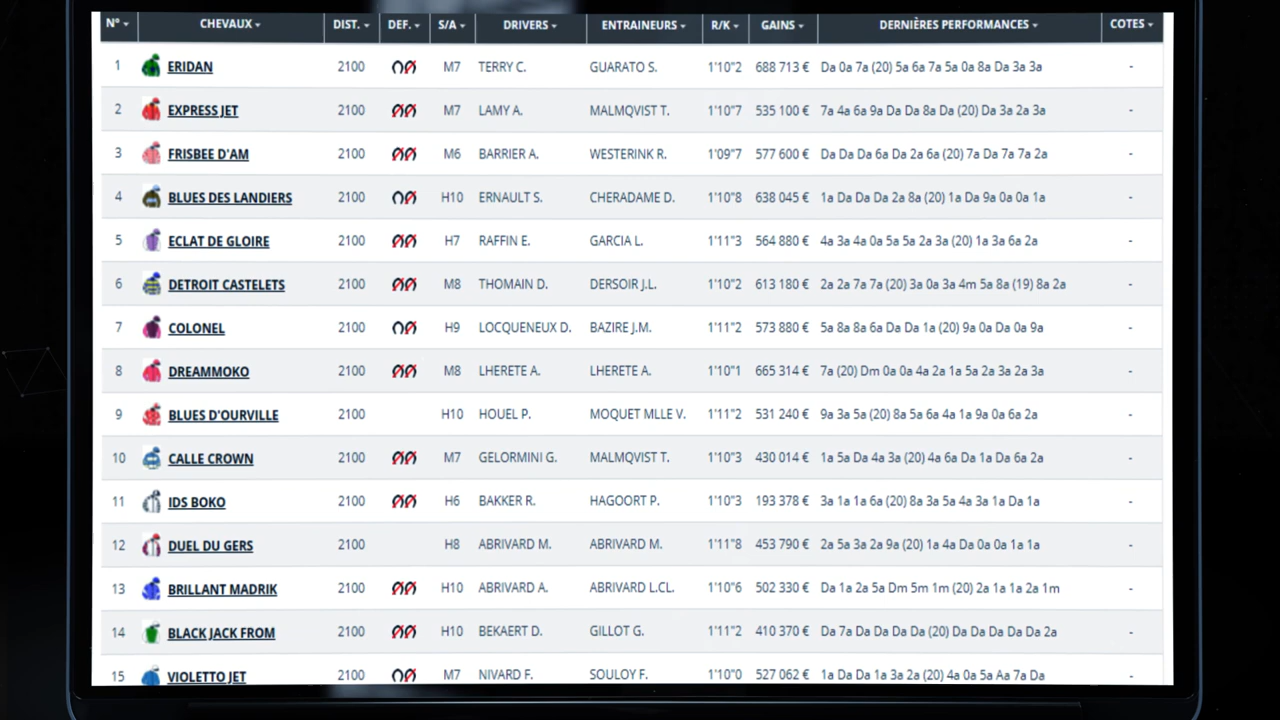 N° CHEVAUX DIST. DEF. S/A DRIVERS ENTRAINEURS R/K GAINS DERNIÈRES PERFORMANCES COTES
1 ERIDAN 2100 M7 TERRY C. GUARATO S. 1'10"2 688 713 € Da 0a 7a (20) 5a 6a 7a 5a 0a 8a Da 3a 3a -
2 EXPRESS JET 2100 M7 LAMY A. MALMQVIST T. 1'10"7 535 100 € 7a 4a 6a 9a Da Da 8a Da (20) Da 3a 2a 3a -
3 FRISBEE D'AM 2100 M6 BARRIER A. WESTERINK R. 1'09"7 577 600 € Da Da Da 6a Da 2a 6a (20) 7a Da 7a 7a 2a -
4 BLUES DES LANDIERS 2100 H10 ERNAULT S. CHERADAME D. 1'10"8 638 045 € 1a Da Da Da 2a 8a (20) 1a Da 9a 0a 0a 1a -
5 ECLAT DE GLOIRE 2100 H7 RAFFIN E. GARCIA L. 1'11"3 564 880 € 4a 3a 4a 0a 5a 5a 2a 3a (20) 1a 3a 6a 2a -
6 DETROIT CASTELETS 2100 M8 THOMAIN D. DERSOIR J.L. 1'10"2 613 180 € 2a 2a 7a 7a (20) 3a 0a 3a 4m 5a 8a (19) 8a 2a -
7 COLONEL 2100 H9 LOCQUENEUX D. BAZIRE J.M. 1'11"2 573 880 € 5a 8a 8a 6a Da Da 1a (20) 9a 0a Da 0a 9a -
8 DREAMMOKO 2100 M8 LHERETE A. LHERETE A. 1'10"1 665 314 € 7a (20) Dm 0a 0a 4a 2a 1a 5a 2a 3a 2a 3a -
9 BLUES D'OURVILLE 2100 H10 HOUEL P. MOQUET MLLE V. 1'11"2 531 240 € 9a 3a 5a (20) 8a 5a 6a 4a 1a 9a 0a 6a 2a -
10 CALLE CROWN 2100 M7 GELORMINI G. MALMQVIST T. 1'10"3 430 014 € 1a 5a Da 4a 3a (20) 4a 6a Da 1a Da 6a 2a -
11 IDS BOKO 2100 H6 BAKKER R. HAGOORT P. 1'10"3 193 378 € 3a 1a 1a 6a (20) 8a 3a 5a 4a 3a 1a Da 1a -
12 DUEL DU GERS 2100 H8 ABRIVARD M. ABRIVARD M. 1'11"8 453 790 € 2a 5a 3a 2a 9a (20) 1a 4a Da 0a 0a 1a 1a -
13 BRILLANT MADRIK 2100 H10 ABRIVARD A. ABRIVARD L.CL. 1'10"6 502 330 € Da 1a 2a 5a Dm 5m 1m (20) 2a 1a 1a 2a 1m -
14 BLACK JACK FROM 2100 H10 BEKAERT D. GILLOT G. 1'11"2 410 370 € Da 7a Da Da Da Da (20) Da Da Da Da Da 2a -
15 VIOLETTO JET 2100 M7 NIVARD F. SOULOY F. 1'10"0 527 062 € 1a Da Da 1a 3a 2a (20) 4a 0a 5a Aa 7a Da -